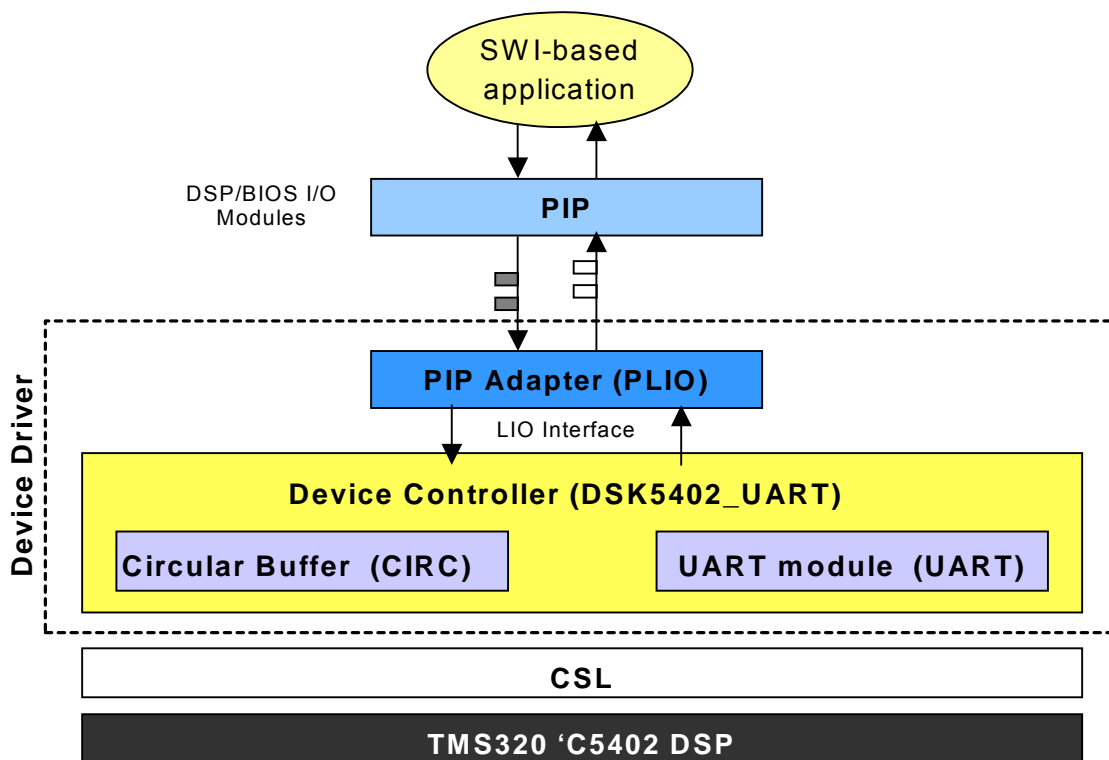 SWI-based
application
DSP/BIOS I/O
Modules
PIP
PIP Adapter (PLIO)
LIO Interface
Device Driver
Device Controller (DSK5402_UART)
Circular Buffer (CIRC)
UART module (UART)
CSL
TMS320 ‘C5402 DSP